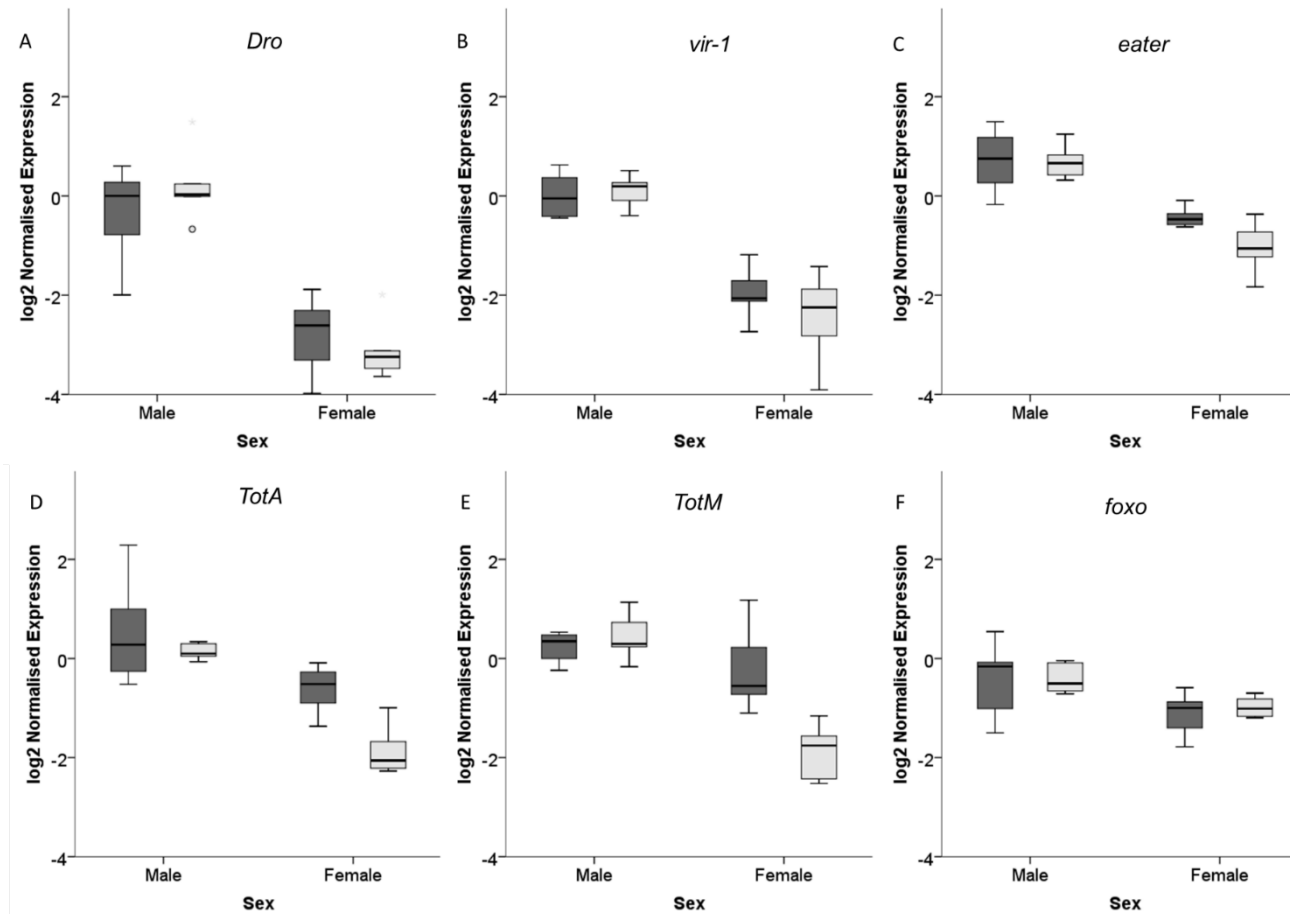 A
Dro
log2 Normalised Expression
2
0
-2
-4
Male
Female
Sex
B
vir-1
log2 Normalised Expression
2
0
-2
-4
Male
Female
Sex
C
eater
log2 Normalised Expression
2
0
-2
-4
Male
Female
Sex
D
TotA
log2 Normalised Expression
2
0
-2
-4
Male
Female
Sex
E
TotM
log2 Normalised Expression
2
0
-2
-4
Male
Female
Sex
F
foxo
log2 Normalised Expression
2
0
-2
-4
Male
Female
Sex